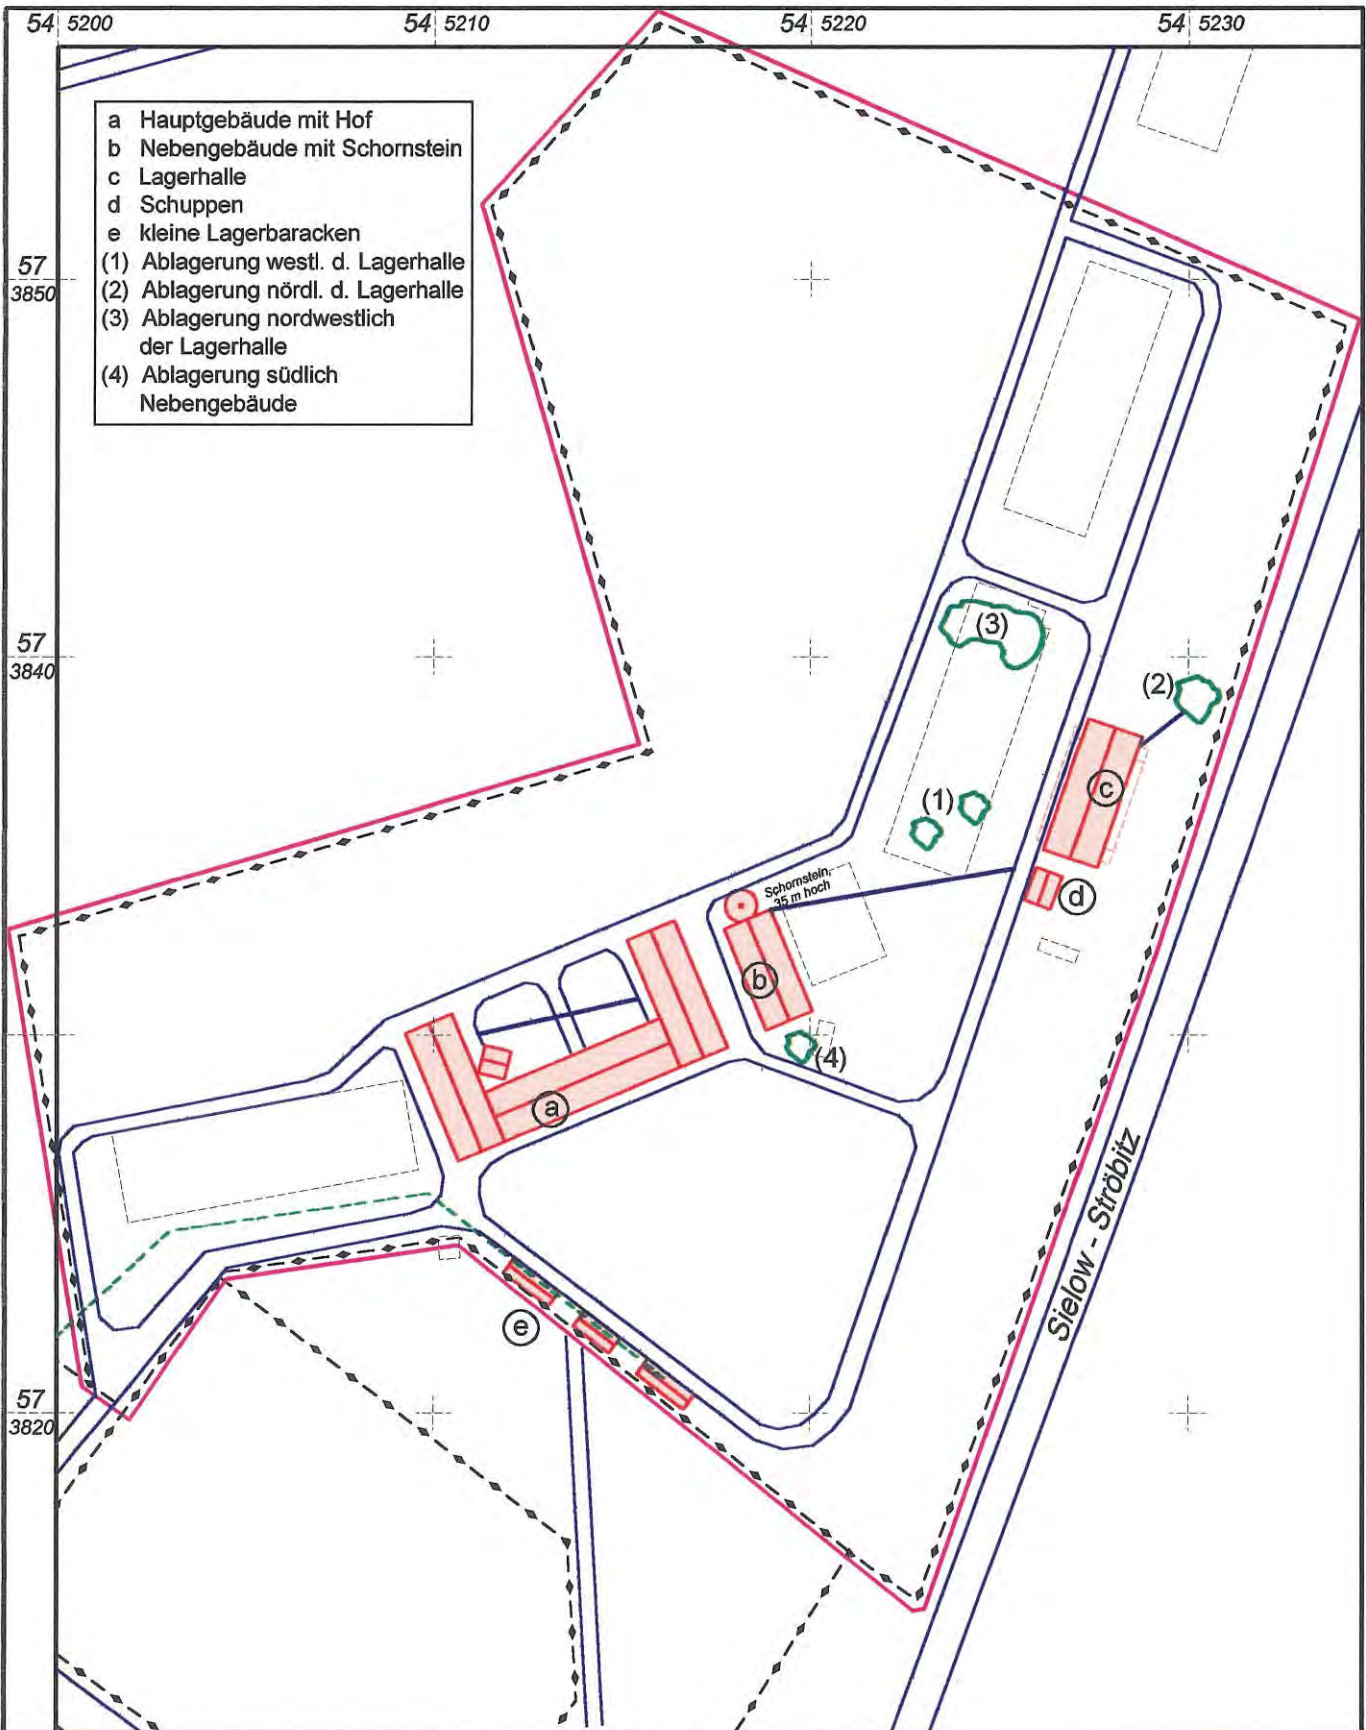 54 5200
54 5210
54 5220
54 5230
a Hauptgebäude mit Hof
b Nebengebäude mit Schornstein
c Lagerhalle
d Schuppen
e kleine Lagerbaracken
(1) Ablagerung westl. d. Lagerhalle
(2) Ablagerung nördl. d. Lagerhalle
(3) Ablagerung nordwestlich
der Lagerhalle
(4) Ablagerung südlich
Nebengebäude
57
3850
(3)
57
3840
(2)
c
(1)
Schornstein,
35 m hoch
d
b
(4)
a
Sielow - Ströbitz
e
57
3820